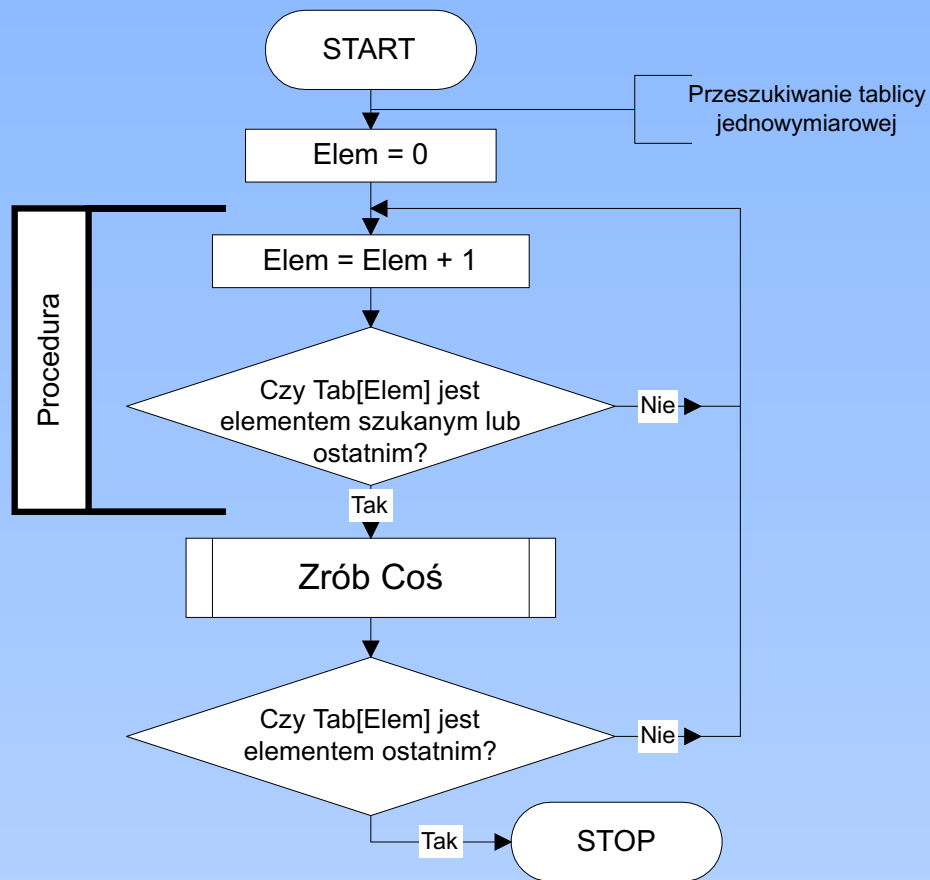 START
Przeszukiwanie tablicy
jednowymiarowej
Elem = 0
Procedura
Elem = Elem + 1
Czy Tab[Elem] jest
elementem szukanym lub
ostatnim?
Nie
Tak
Zrób Coś
Czy Tab[Elem] jest
elementem ostatnim?
Nie
Tak
STOP